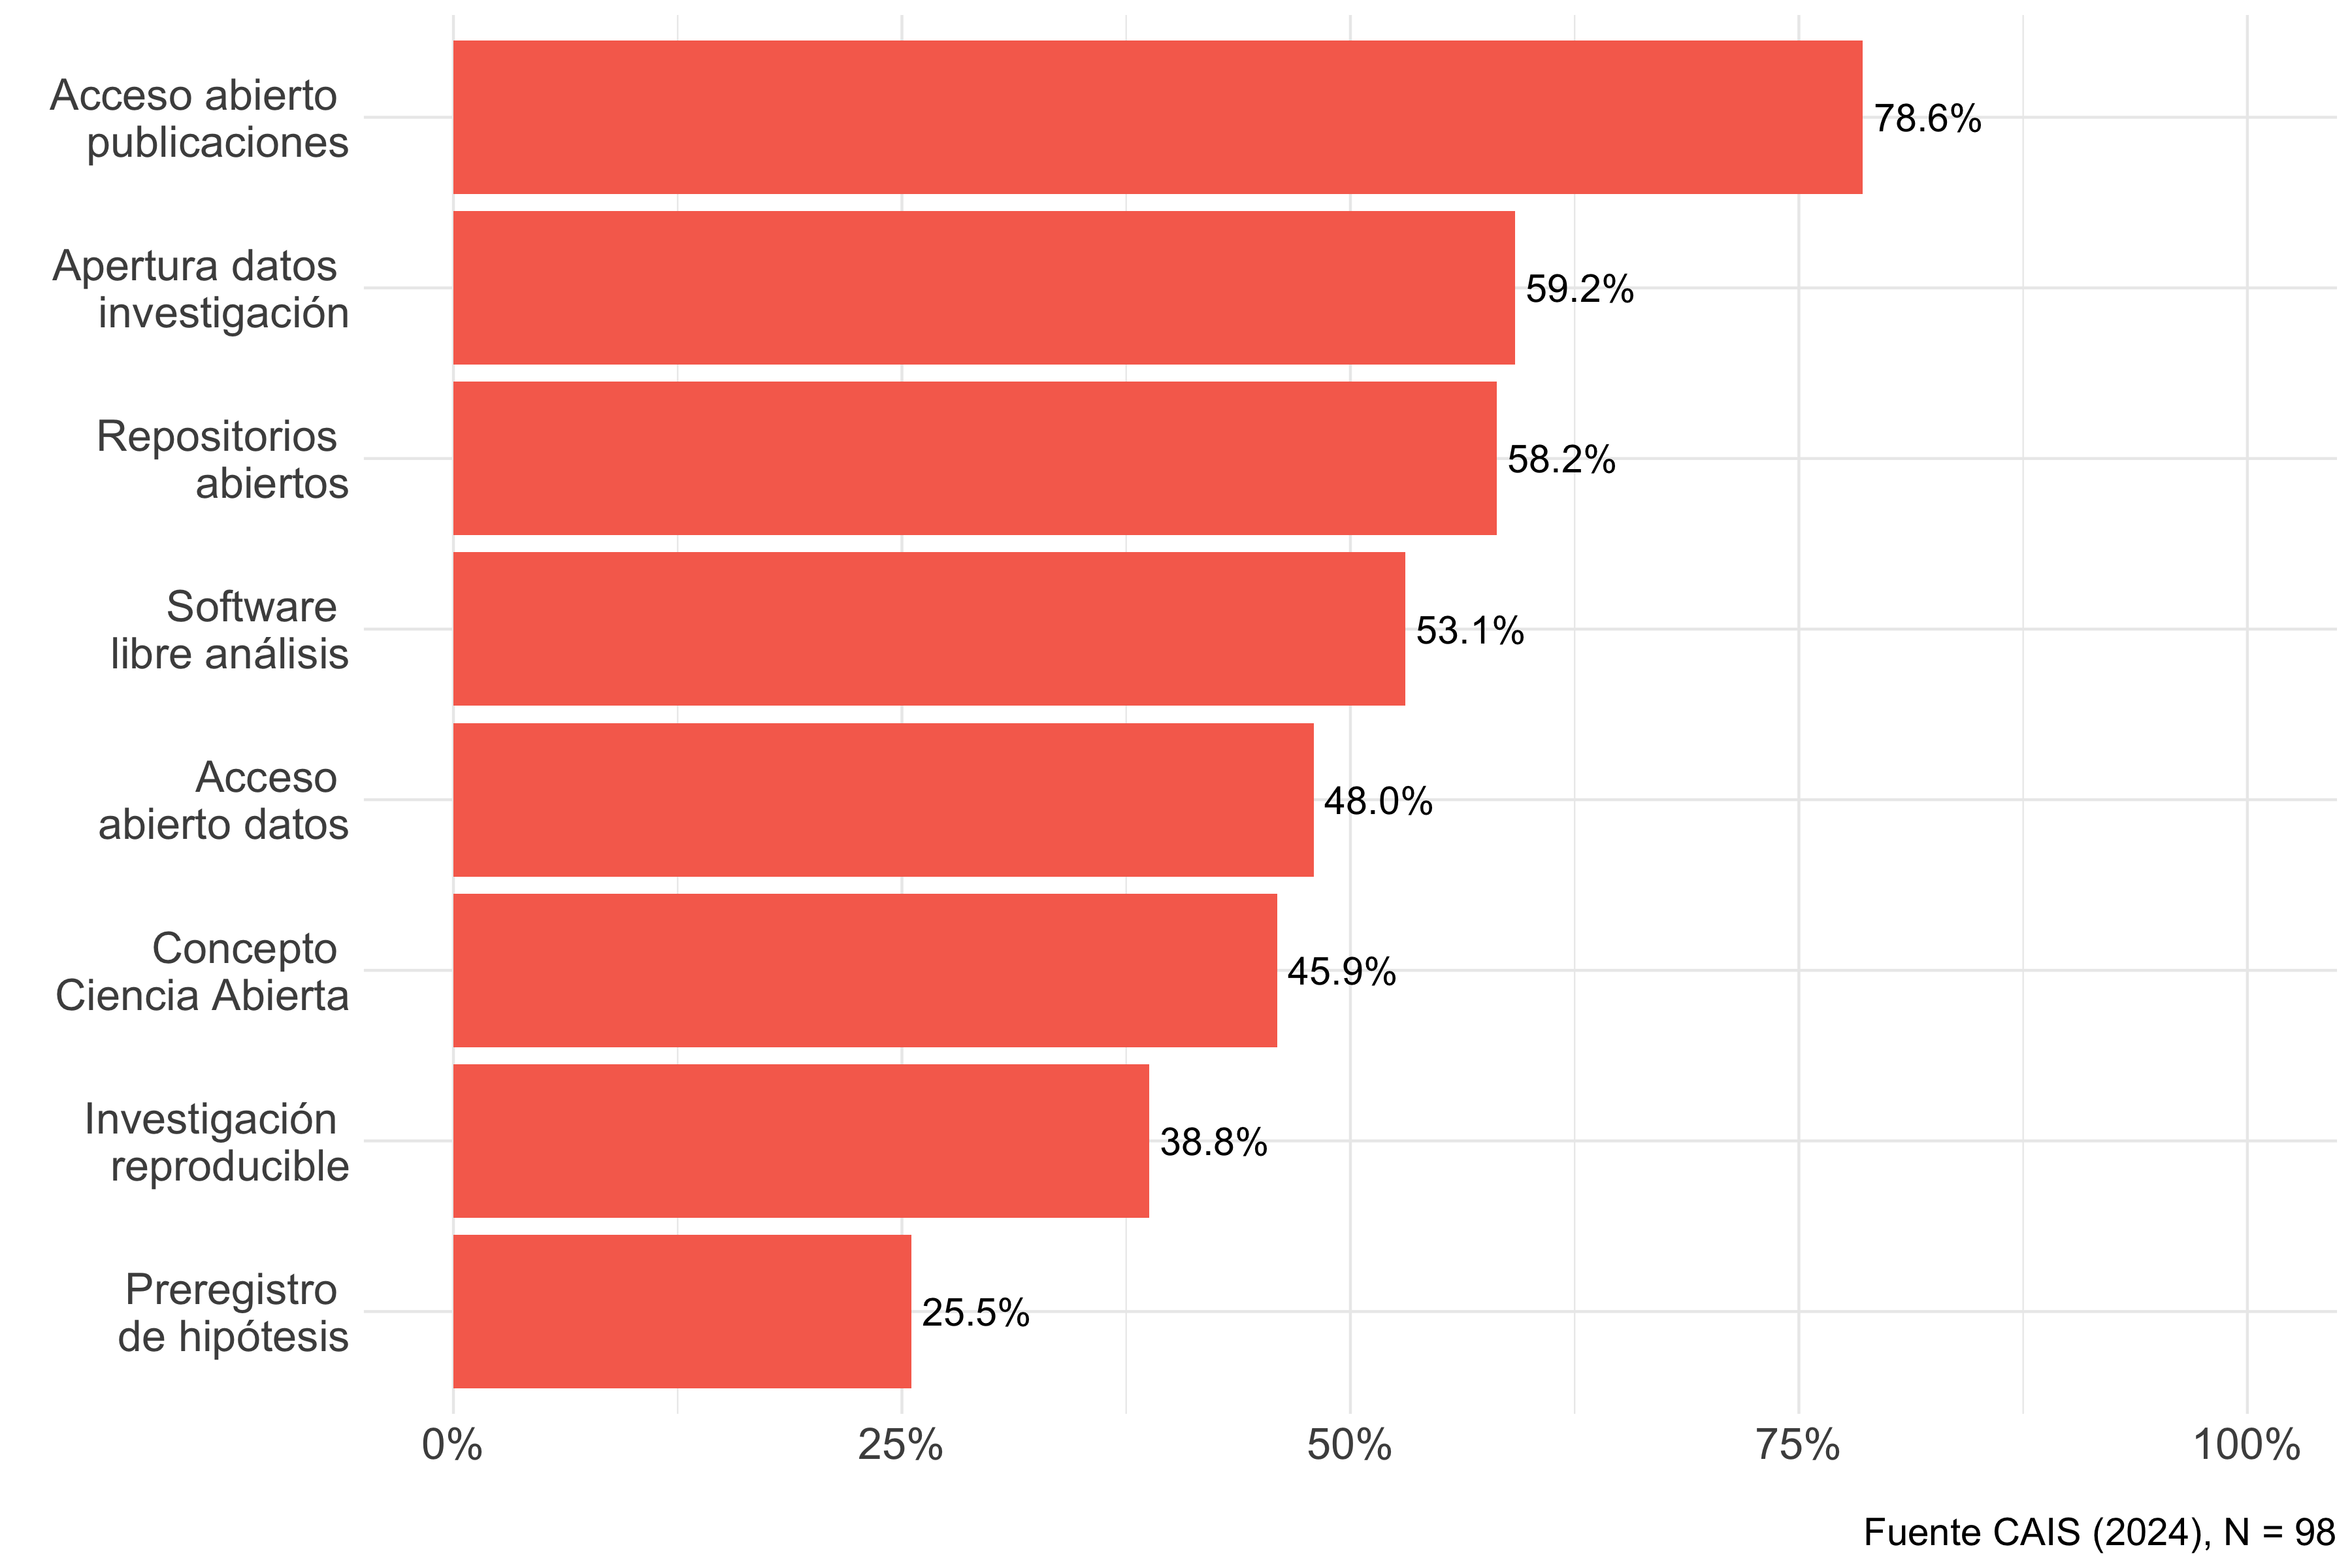 Acceso abierto
publicaciones
78.6%
Apertura datos
investigación
59.2%
Repositorios
abiertos
58.2%
Software
libre análisis
53.1%
Acceso
abierto datos
48.0%
Concepto
Ciencia Abierta
45.9%
Investigación
reproducible
38.8%
Preregistro
de hipótesis
25.5%
0% 25% 50% 75% 100%
Fuente CAIS (2024), N = 98